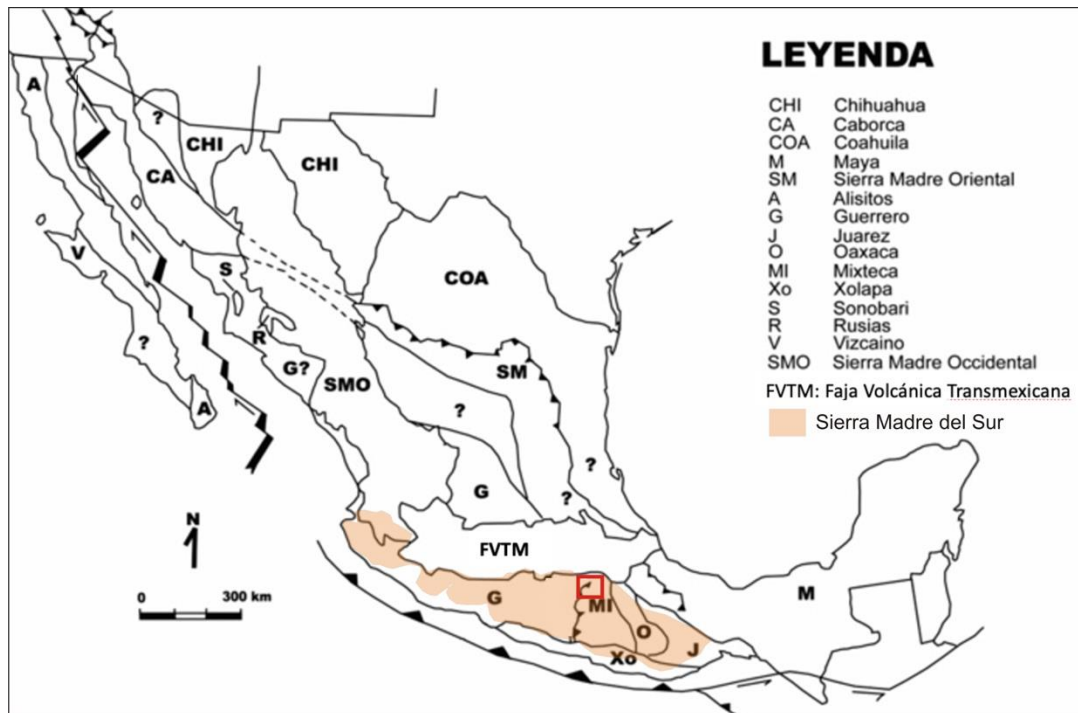 LEYENDA
CHI Chihuahua
CA Caborca
COA Coahuila
M Maya
SM Sierra Madre Oriental
A Alisitos
G Guerrero
J Juarez
O Oaxaca
MI Mixteca
Xo Xolapa
S Sonobari
R Rusias
V Vizcaino
SMO Sierra Madre Occidental
FVTM: Faja Volcánica Transmexicana
Sierra Madre del Sur
A
?
CHI
CHI
CA
V
S
COA
?
R
G?
SMO
SM
A
?
?
G
?
N
FVTM
0 300 km
G
MI
M
O
J
Xo